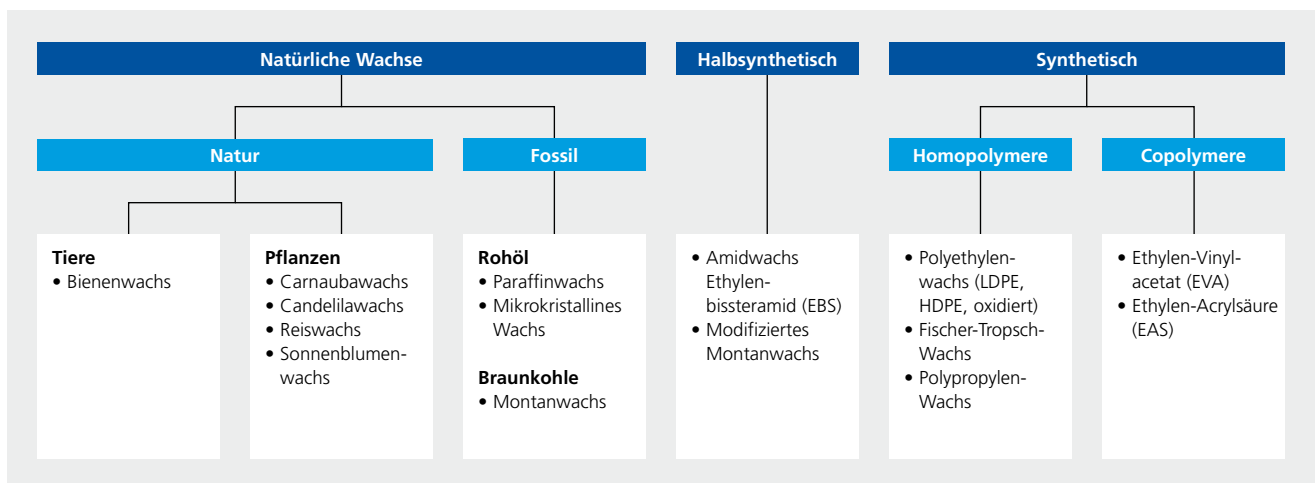 Natürliche Wachse
Halbsynthetisch
Synthetisch
Natur
Fossil
Homopolymere
Copolymere
Tiere
• Bienenwachs
Pflanzen
• Carnaubawachs
• Candelilawachs
• Reiswachs
• Sonnenblumen-
wachs
Rohöl
• Paraffinwachs
• Mikrokristallines
Wachs
Braunkohle
• Montanwachs
• Amidwachs
Ethylen-
bissteramid (EBS)
• Modifiziertes
Montanwachs
• Polyethylen-
wachs (LDPE,
HDPE, oxidiert)
• Fischer-Tropsch-
Wachs
• Polypropylen-
Wachs
• Ethylen-Vinyl-
acetat (EVA)
• Ethylen-Acrylsäure
(EAS)